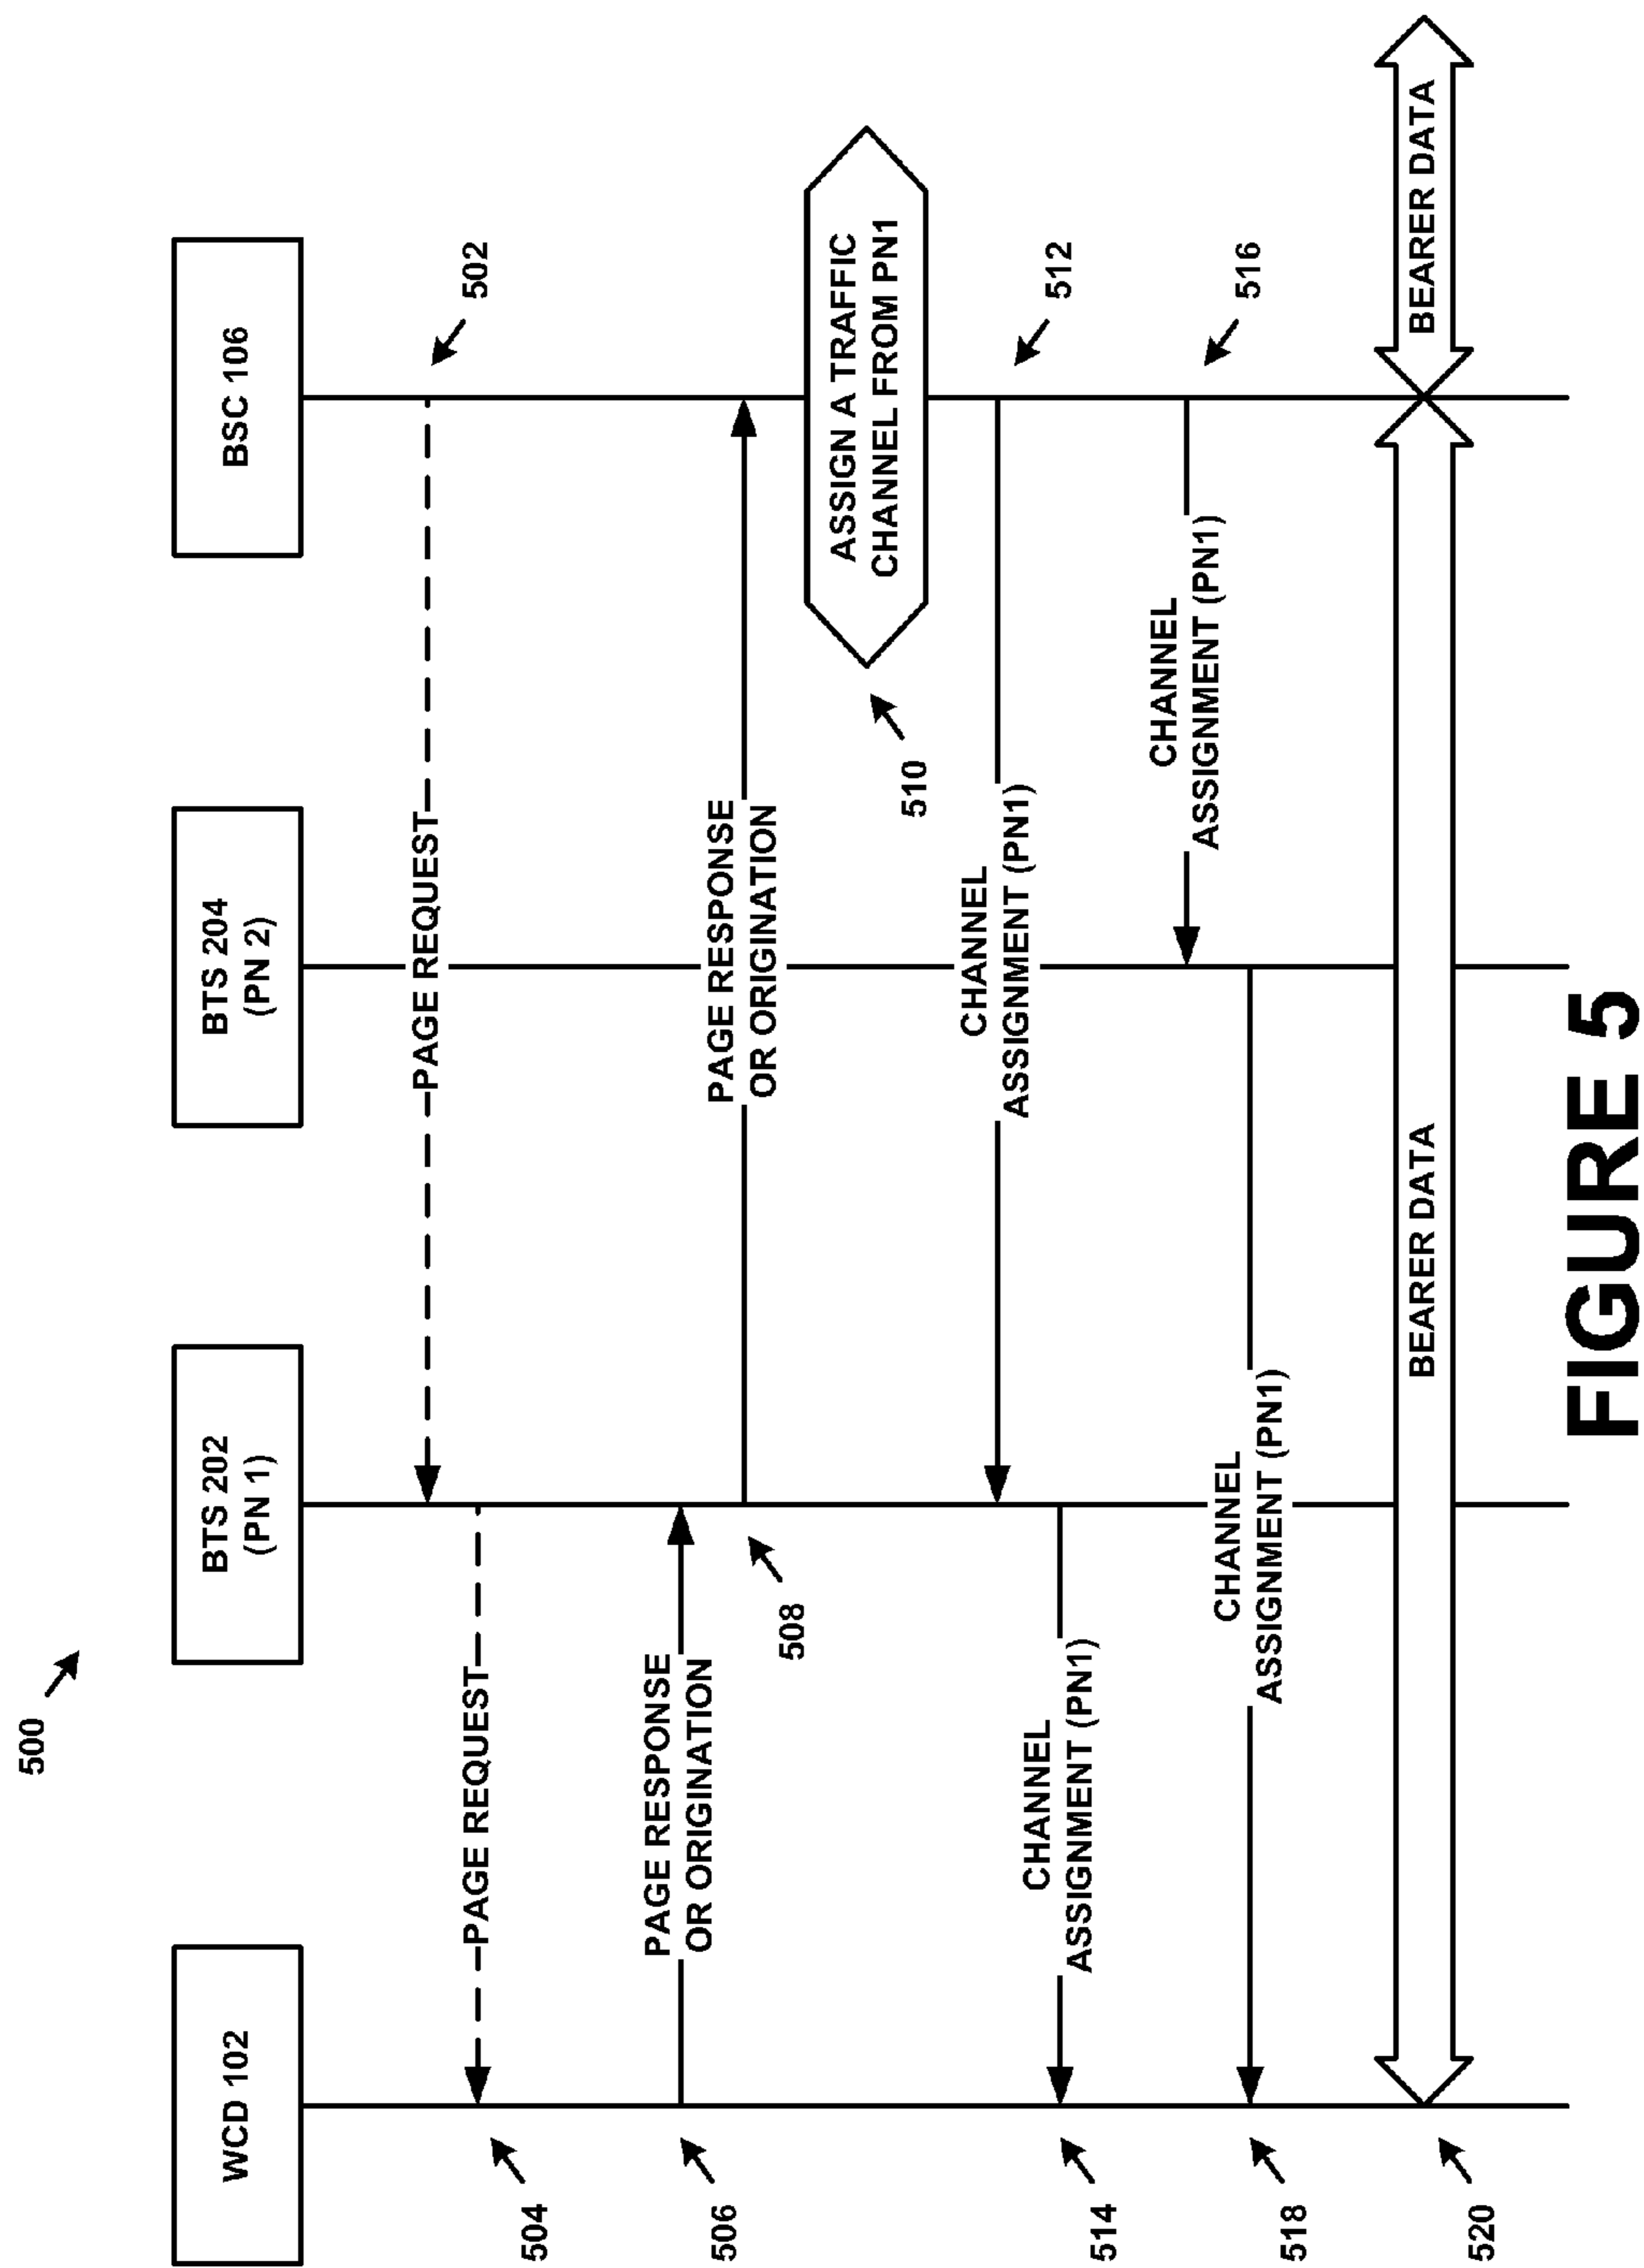 500
WCD 102
BTS 202
(PN 1)
BTS 204
(PN 2)
BSC 106
PAGE REQUEST
502
504
PAGE REQUEST
506
PAGE RESPONSE
OR ORIGINATION
508
PAGE RESPONSE
OR ORIGINATION
510
ASSIGN A TRAFFIC
CHANNEL FROM PN1
CHANNEL
ASSIGNMENT (PN1)
512
514
CHANNEL
ASSIGNMENT (PN1)
CHANNEL
ASSIGNMENT (PN1)
516
518
CHANNEL
ASSIGNMENT (PN1)
520
BEARER DATA
BEARER DATA
FIGURE 5